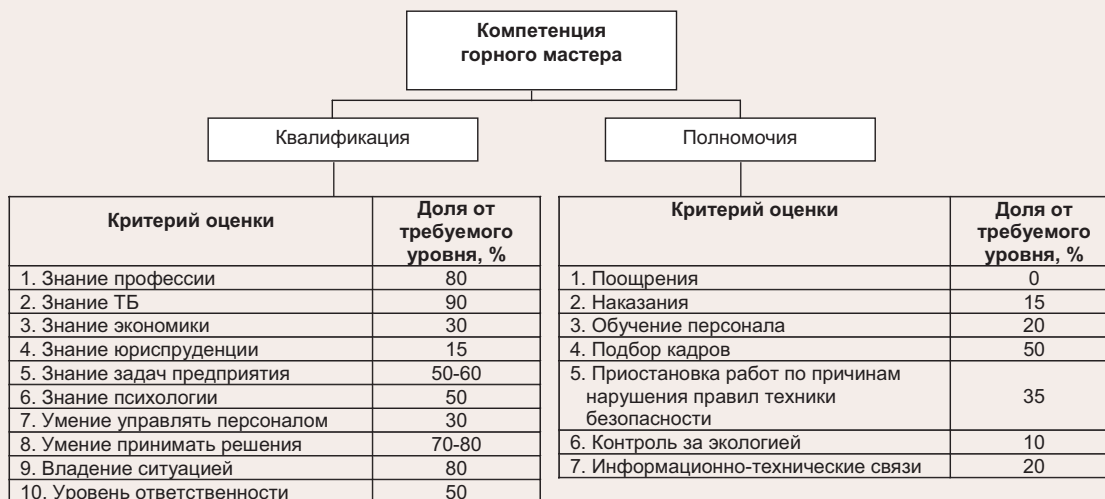 Компетенция
горного мастера
Квалификация
Полномочия
Критерий оценки
Доля от
требуемого
уровня, %
1. Знание профессии 80
2. Знание ТБ 90
3. Знание экономики 30
4. Знание юриспруденции 15
5. Знание задач предприятия 50-60
6. Знание психологии 50
7. Умение управлять персоналом 30
8. Умение принимать решения 70-80
9. Владение ситуацией 80
10. Уровень ответственности 50
Критерий оценки
Доля от
требуемого
уровня, %
1. Поощрения 0
2. Наказания 15
3. Обучение персонала 20
4. Подбор кадров 50
5. Приостановка работ по причинам
нарушения правил техники 35
безопасности
6. Контроль за экологией 10
7. Информационно-технические связи 20